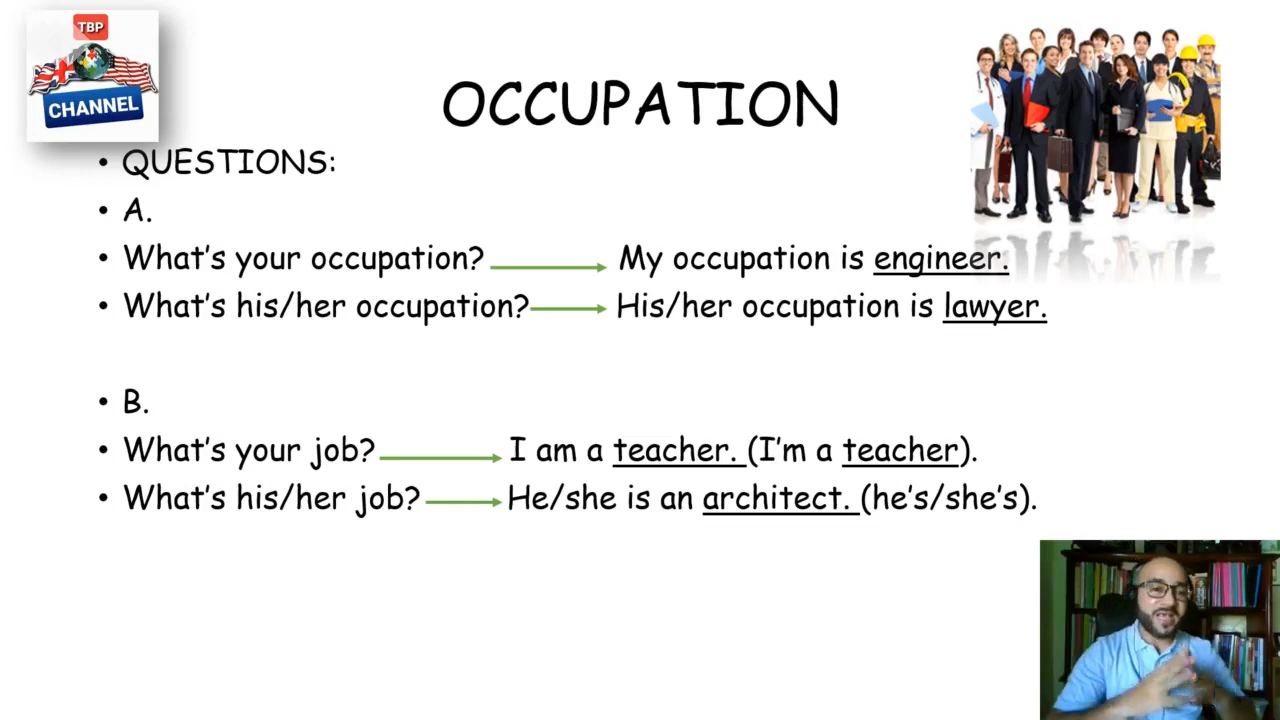 TBP
CHANNEL
OCCUPATION
• QUESTIONS:
• A.
• What's your occupation? My occupation is engineer.
• What's his/her occupation? His/her occupation is lawyer.
• B.
• What's your job? I am a teacher. (I'm a teacher).
• What's his/her job? He/she is an architect. (he's/she's).